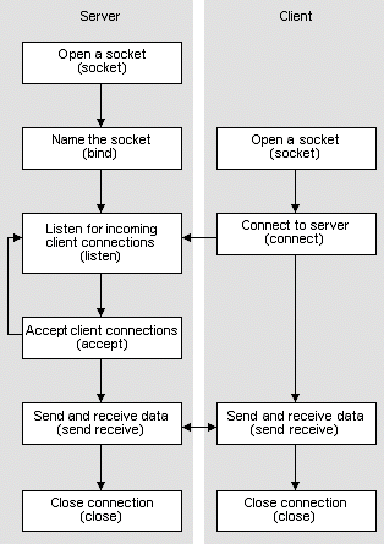 Server
Open a socket
(socket)
Name the socket
(bind)
Listen for incoming
client connections
(listen)
Accept client connections
(accept)
Send and receive data
(send receive)
Close connection
(close)
Client
Open a socket
(socket)
Connect to server
(connect)
Send and receive data
(send receive)
Close connection
(close)